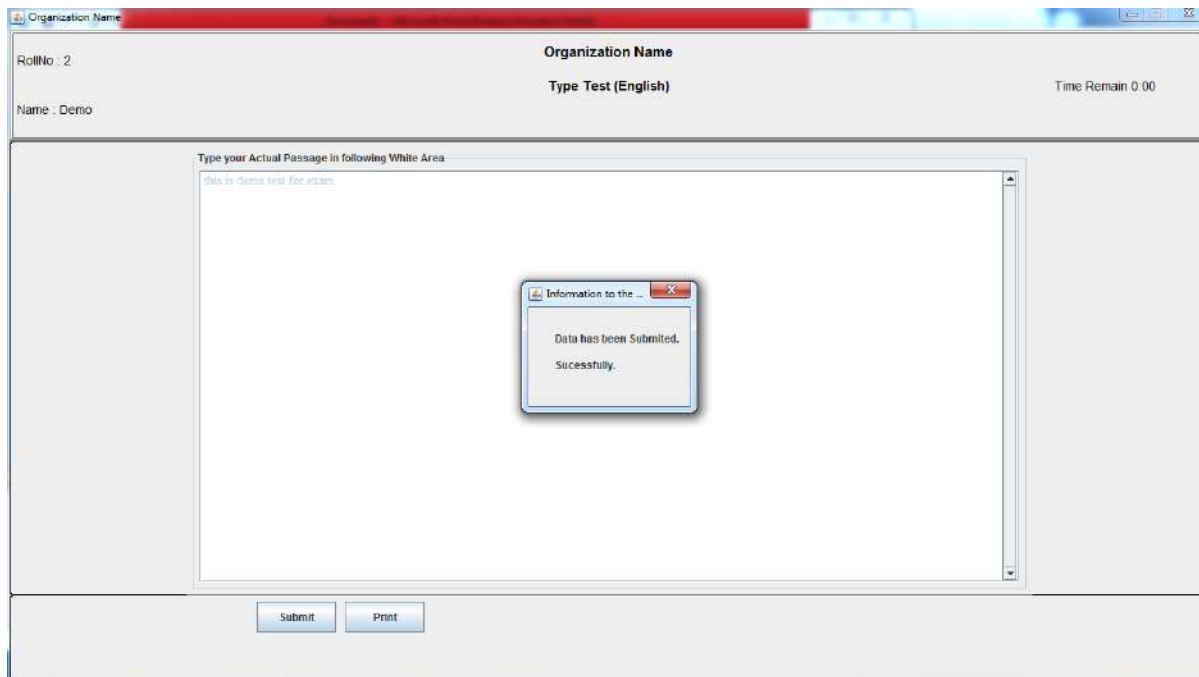 Organization Name
RollNo : 2
Organization Name
Type Test (English)
Time Remain 0:00
Name : Demo
Type your Actual Passage in following White Area
this is demo test for exam
Information to the ...
Data has been Submited.
Sucessfully.
Submit
Print